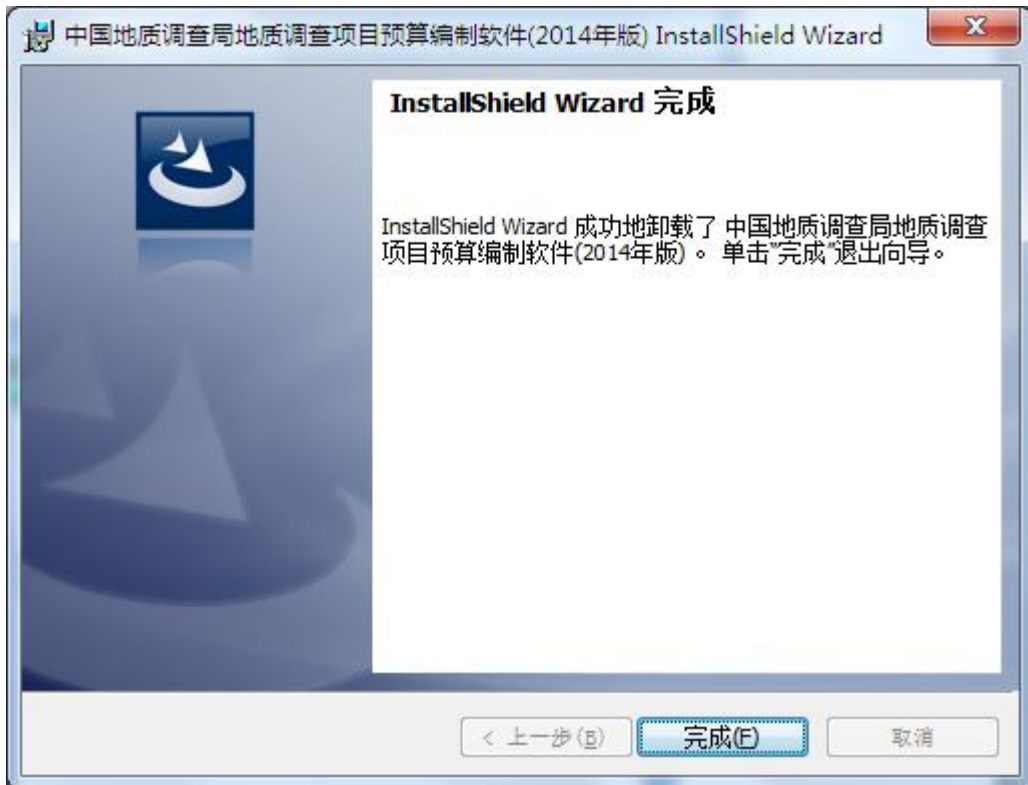 中国地质调查局地质调查项目预算编制软件(2014年版) InstallShield Wizard
InstallShield Wizard 完成
InstallShield Wizard 成功地卸载了 中国地质调查局地质调查
项目预算编制软件(2014年版) 。 单击"完成"退出向导。
< 上一步(B)
完成(F)
取消